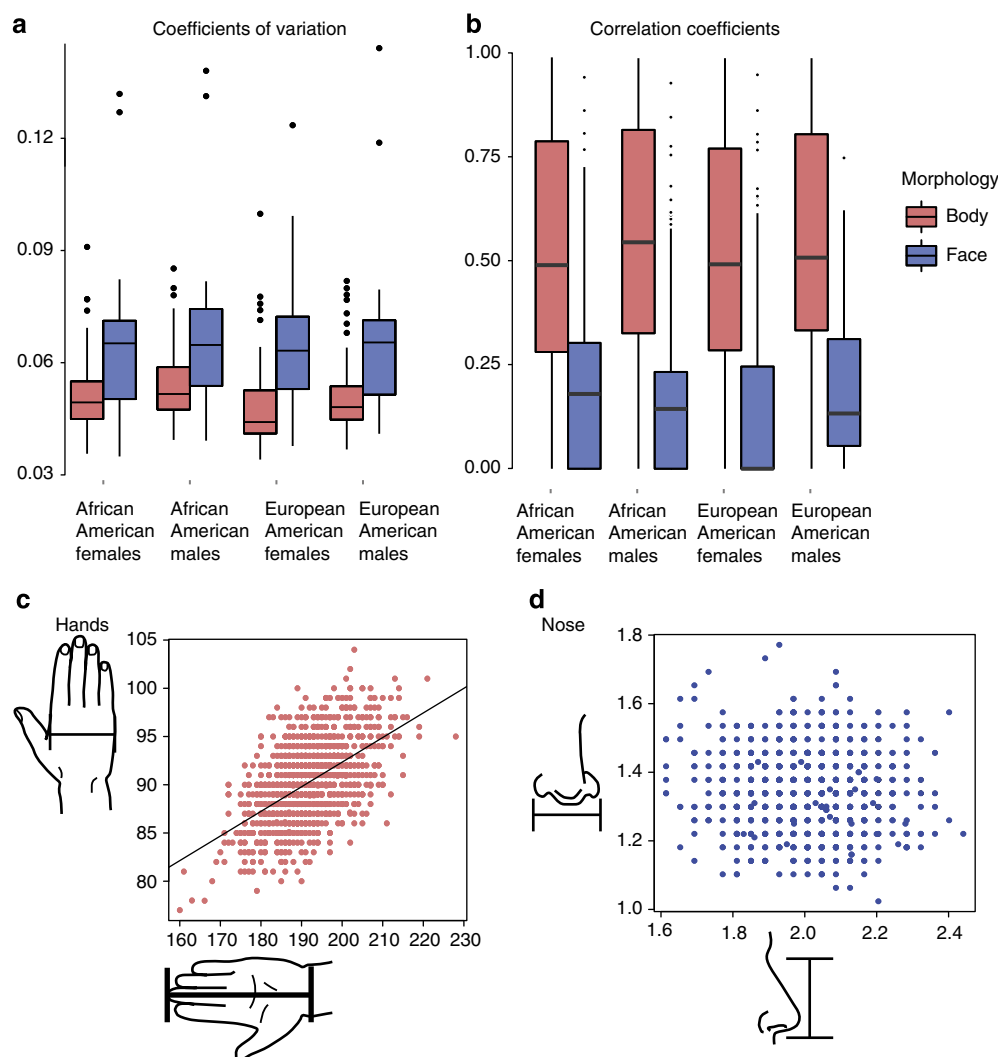 a
Coefficients of variation
0.12
0.09
0.06
0.03
African
American
females
African
American
males
European
American
females
European
American
males
b
Correlation coefficients
1.00
0.75
0.50
0.25
0.00
African
American
females
African
American
males
European
American
females
European
American
males
Morphology
Body
Face
c
Hands
105
100
95
90
85
80
160 170 180 190 200 210 220 230
d
Nose
1.8
1.6
1.4
1.2
1.0
1.6 1.8 2.0 2.2 2.4